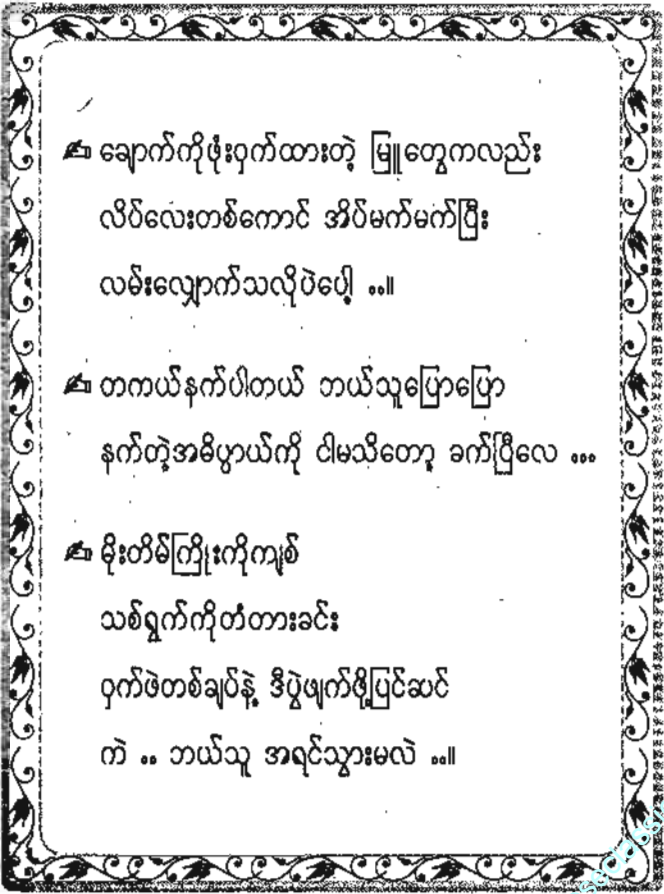 ✍ ချောက်ကိုဖုံးဝှက်ထားတဲ့ မြူတွေကလည်း
လိပ်လေးတစ်ကောင် အိပ်မက်မက်ပြီး
လမ်းလျှောက်သလိုပဲပေါ့ ..။
✍ တကယ်နက်ပါတယ် ဘယ်သူပြောပြော
နက်တဲ့အဓိပ္ပာယ်ကို ငါမသိတော့ ခက်ပြီလေ ...
✍ မိုးတိမ်ကြိုးကိုကျစ်
သစ်ရွက်ကိုတံတားခင်း
ဝှက်ဖဲတစ်ချပ်နဲ့ ဒီပွဲဖျက်ဖို့ပြင်ဆင်
ကဲ .. ဘယ်သူ အရင်သွားမလဲ ..။